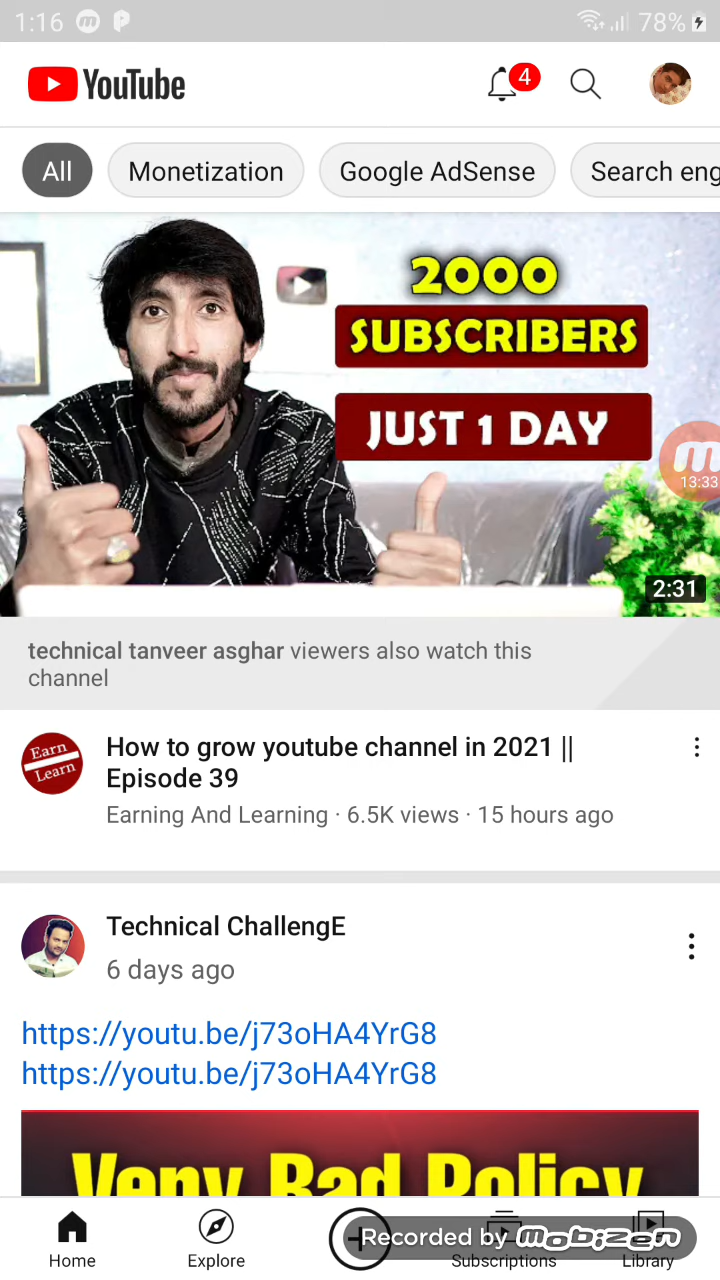 1:16
78%
YouTube
4
All
Monetization
Google AdSense
Search eng
2000
SUBSCRIBERS
JUST 1 DAY
13:33
2:31
technical tanveer asghar viewers also watch this
channel
Earn
Learn
How to grow youtube channel in 2021 ||
Episode 39
Earning And Learning · 6.5K views · 15 hours ago
Technical ChallengE
6 days ago
https://youtu.be/j73oHA4YrG8
https://youtu.be/j73oHA4YrG8
Very Bad Policy
Recorded by mobizen
Home
Explore
Subscriptions
Library